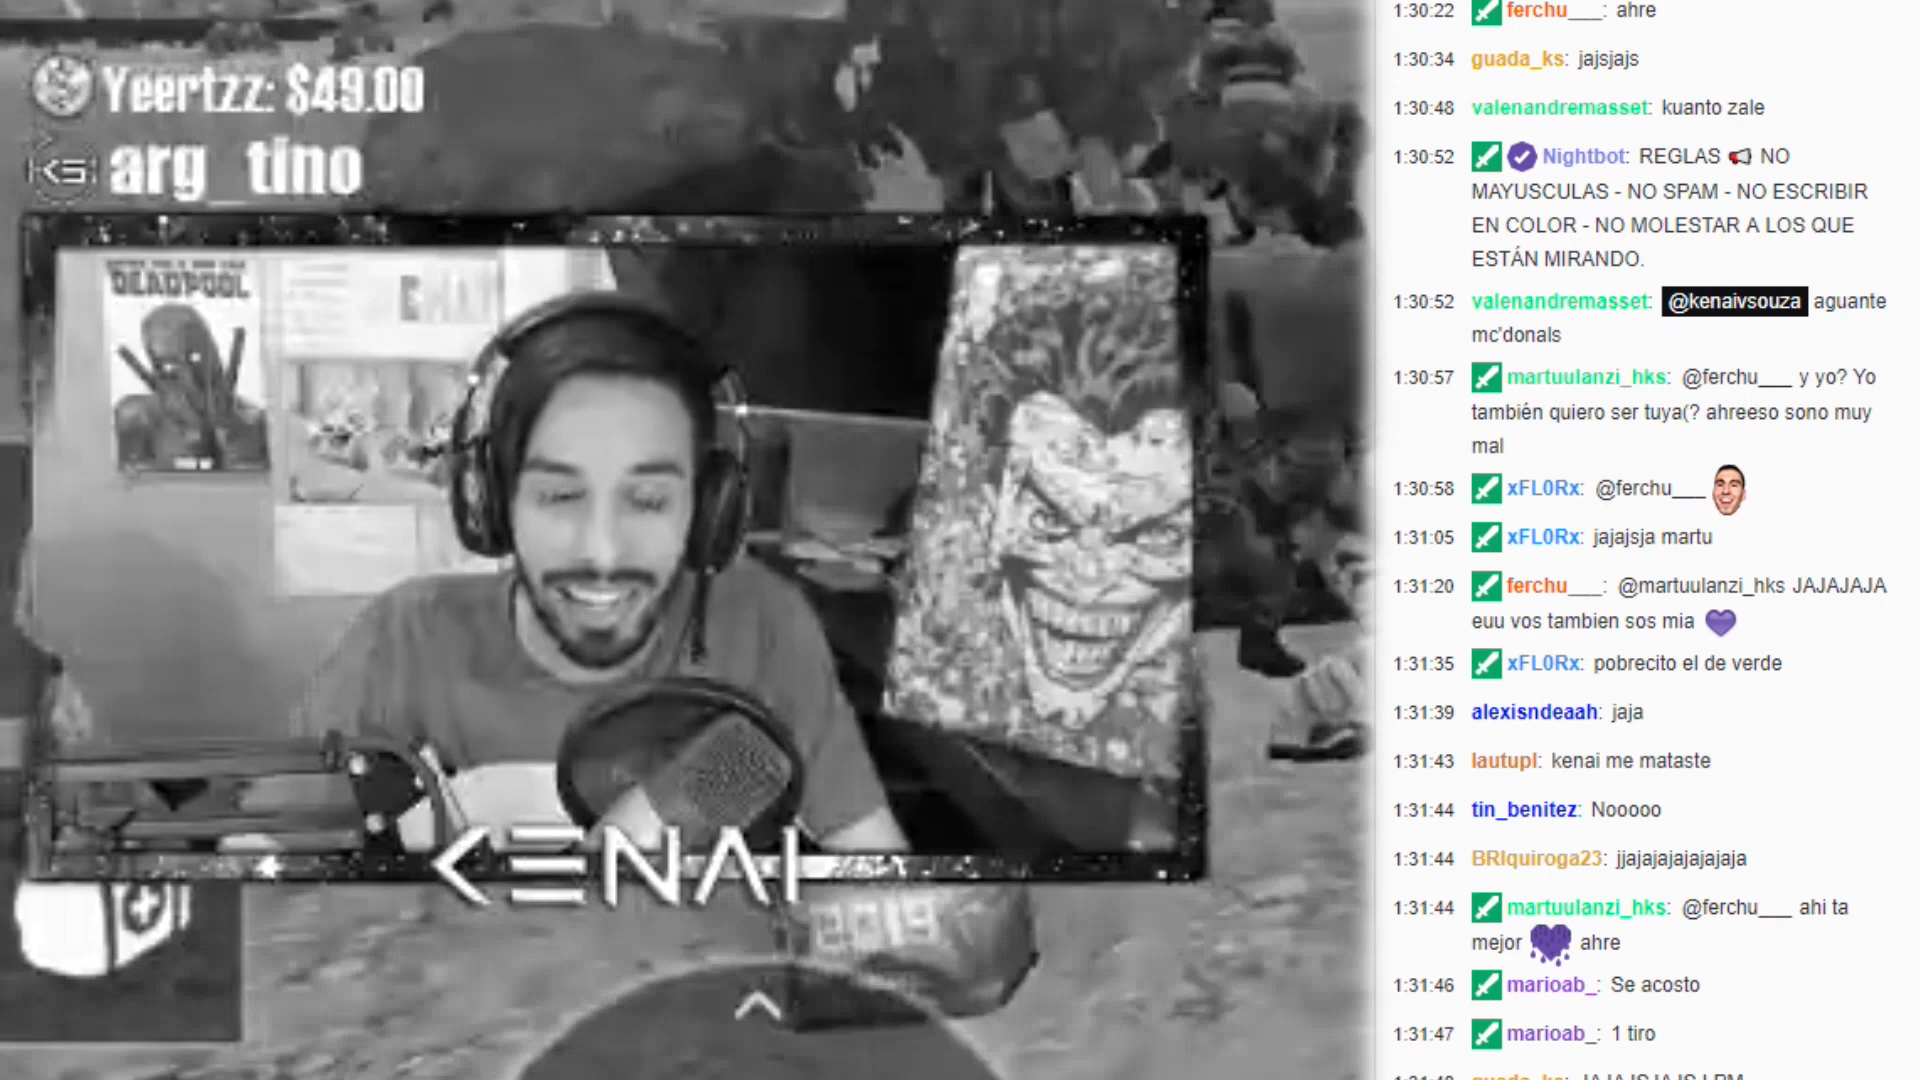 Yeertzz: $49.00
arg_tino
DEADPOOL
KENAI
2019
1:30:22 ferchu___: ahre
1:30:34 guada_ks: jajsjajs
1:30:48 valenandremasset: kuanto zale
1:30:52 Nightbot: REGLAS NO
MAYUSCULAS - NO SPAM - NO ESCRIBIR
EN COLOR - NO MOLESTAR A LOS QUE
ESTÁN MIRANDO.
1:30:52 valenandremasset: @kenaivsouza aguante
mc'donals
1:30:57 martuulanzi_hks: @ferchu___ y yo? Yo
también quiero ser tuya(? ahreeso sono muy
mal
1:30:58 xFL0Rx: @ferchu___
1:31:05 xFL0Rx: jajajsja martu
1:31:20 ferchu___: @martuulanzi_hks JAJAJAJA
euu vos tambien sos mia
1:31:35 xFL0Rx: pobrecito el de verde
1:31:39 alexisndeaah: jaja
1:31:43 lautupl: kenai me mataste
1:31:44 tin_benitez: Nooooo
1:31:44 BRIquiroga23: jjajajajajajaja
1:31:44 martuulanzi_hks: @ferchu___ ahi ta
mejor ahre
1:31:46 marioab_: Se acosto
1:31:47 marioab_: 1 tiro